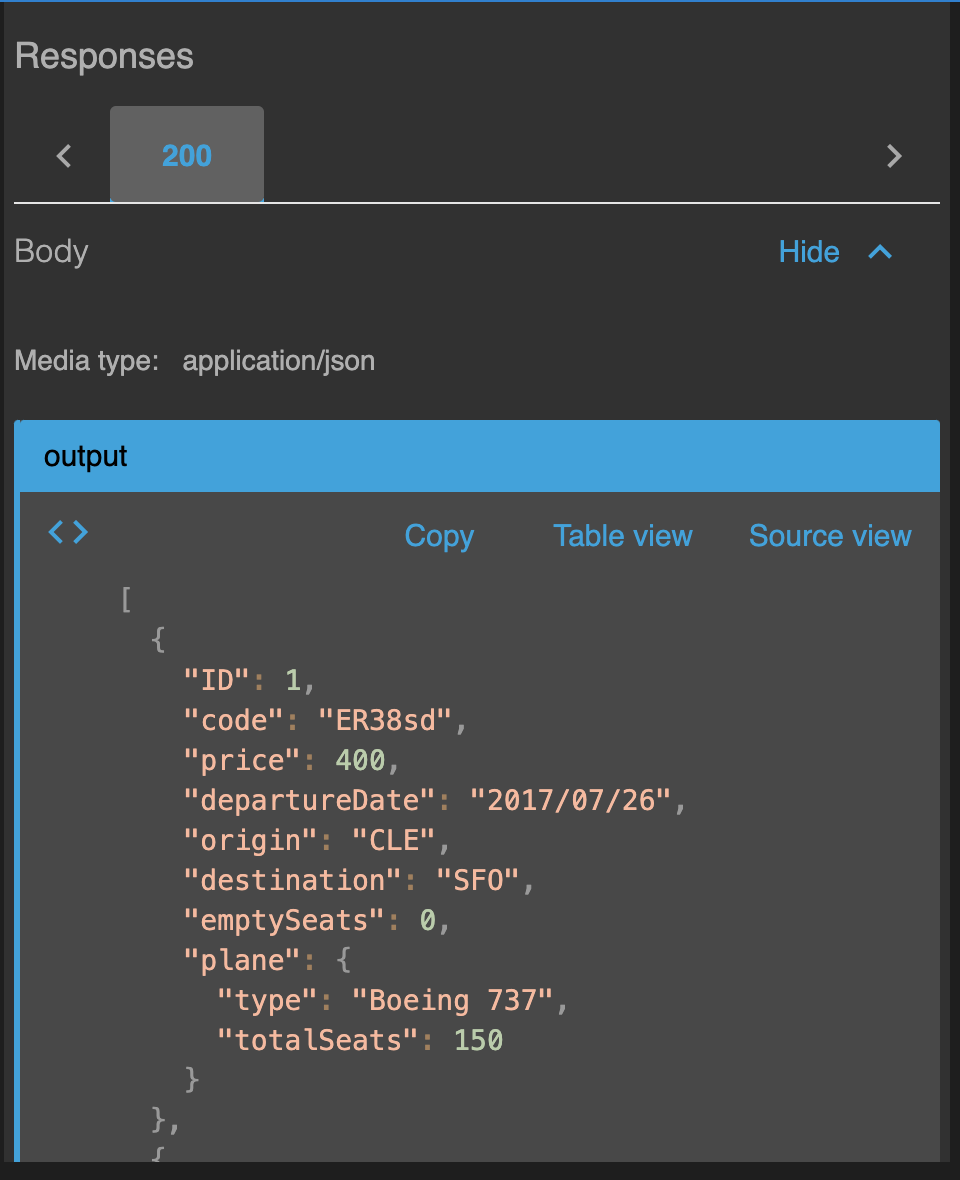 Responses
200
Body Hide
Media type: application/json
output
<> Copy Table view Source view
[
{
"ID": 1,
"code": "ER38sd",
"price": 400,
"departureDate": "2017/07/26",
"origin": "CLE",
"destination": "SFO",
"emptySeats": 0,
"plane": {
"type": "Boeing 737",
"totalSeats": 150
}
},
{